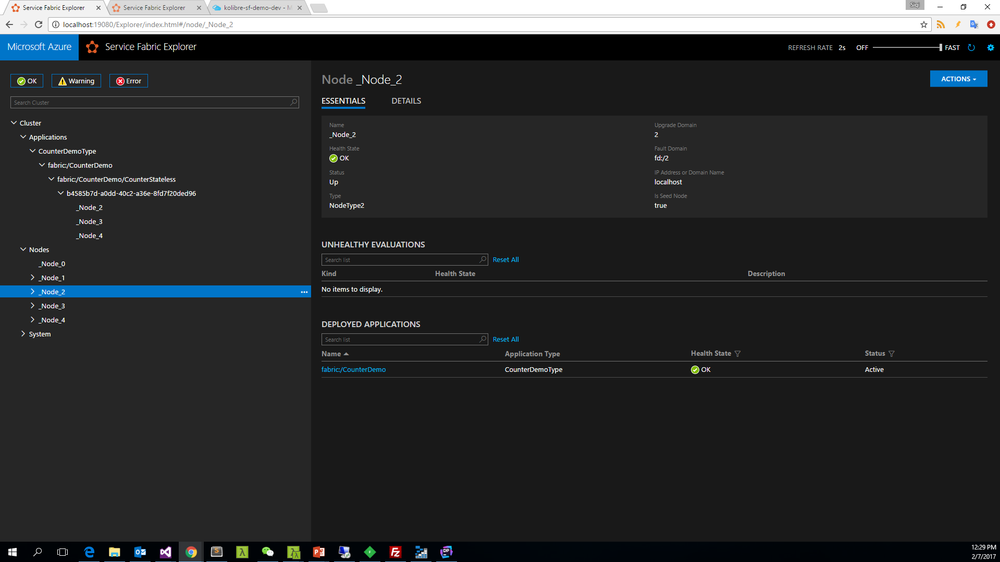 Service Fabric Explorer
Service Fabric Explorer
kolibre-sf-demo-dev - M
Siqi
localhost:19080/Explorer/index.html#/node/_Node_2
Microsoft Azure
Service Fabric Explorer
REFRESH RATE 2s OFF FAST
OK
Warning
Error
Search Cluster
Cluster
Applications
CounterDemoType
fabric:/CounterDemo
fabric:/CounterDemo/CounterStateless
b4585b7d-a0dd-40c2-a36e-8fd7f20ded96
_Node_2
_Node_3
_Node_4
Nodes
_Node_0
_Node_1
_Node_2
_Node_3
_Node_4
System
Node _Node_2
ACTIONS
ESSENTIALS
DETAILS
Name
_Node_2
Health State
OK
Status
Up
Type
NodeType2
Upgrade Domain
2
Fault Domain
fd:/2
IP Address or Domain Name
localhost
Is Seed Node
true
UNHEALTHY EVALUATIONS
Search list
Reset All
Kind Health State Description
No items to display.
DEPLOYED APPLICATIONS
Search list
Reset All
Name Application Type Health State Status
fabric:/CounterDemo CounterDemoType OK Active
12:29 PM
2/7/2017